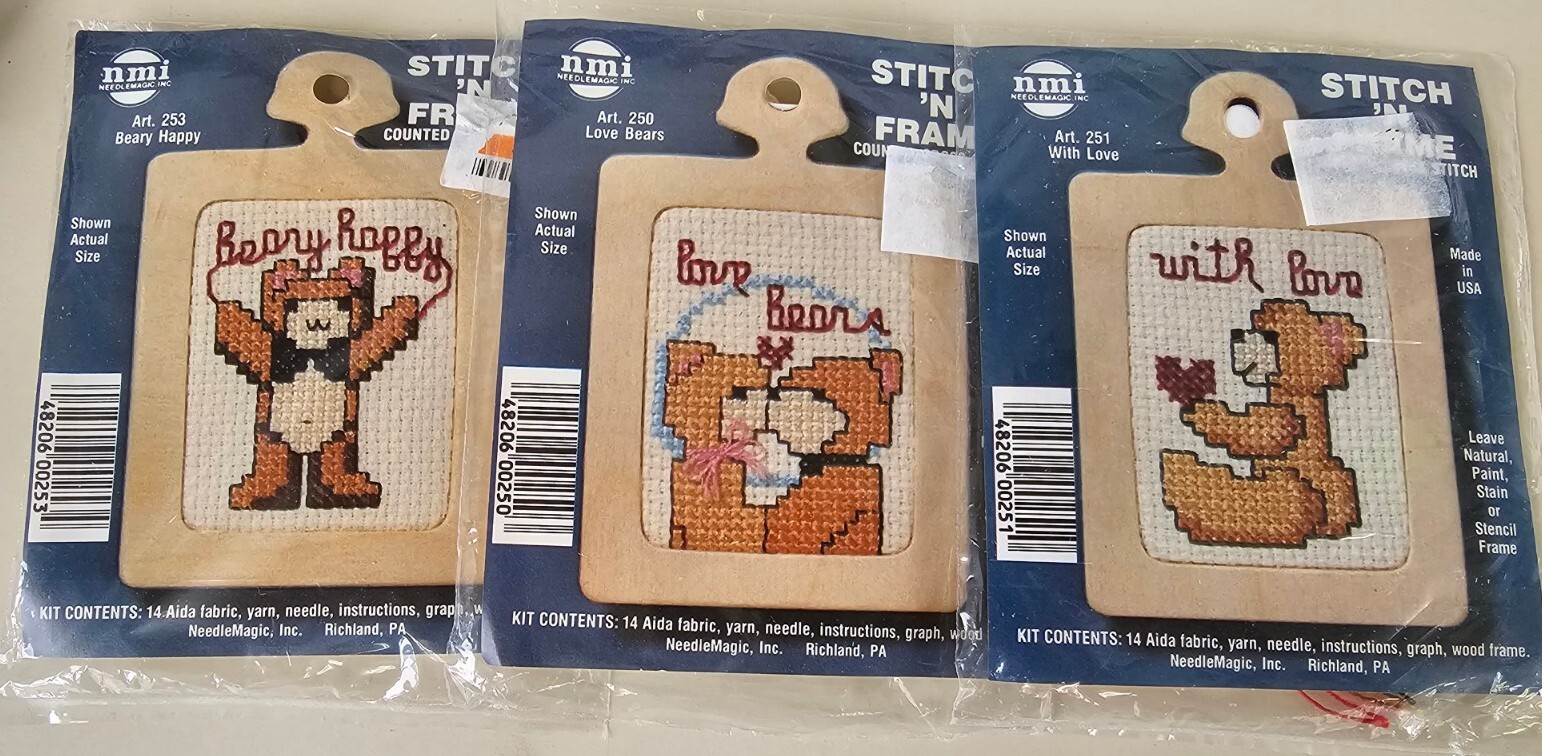 nmi
NEEDLEMAGIC INC
Art. 253
Beary Happy
STITC
'N
FR
COUNTED
Shown
Actual
Size
Beary happy
48206 00253
KIT CONTENTS: 14 Aida fabric, yarn, needle, instructions, graph, w
NeedleMagic, Inc. Richland, PA
nmi
NEEDLEMAGIC INC
Art. 250
Love Bears
STITC
'N
FRAM
COUN
Shown
Actual
Size
love
Bears
48206 00250
KIT CONTENTS: 14 Aida fabric, yarn, needle, instructions, graph, wood
NeedleMagic, Inc. Richland, PA
nmi
NEEDLEMAGIC INC
Art. 251
With Love
STITCH
'N
ME
STITCH
Shown
Actual
Size
Made
in
USA
with love
48206 00251
Leave
Natural,
Paint,
Stain
or
Stencil
Frame
KIT CONTENTS: 14 Aida fabric, yarn, needle, instructions, graph, wood frame.
NeedleMagic, Inc. Richland, PA